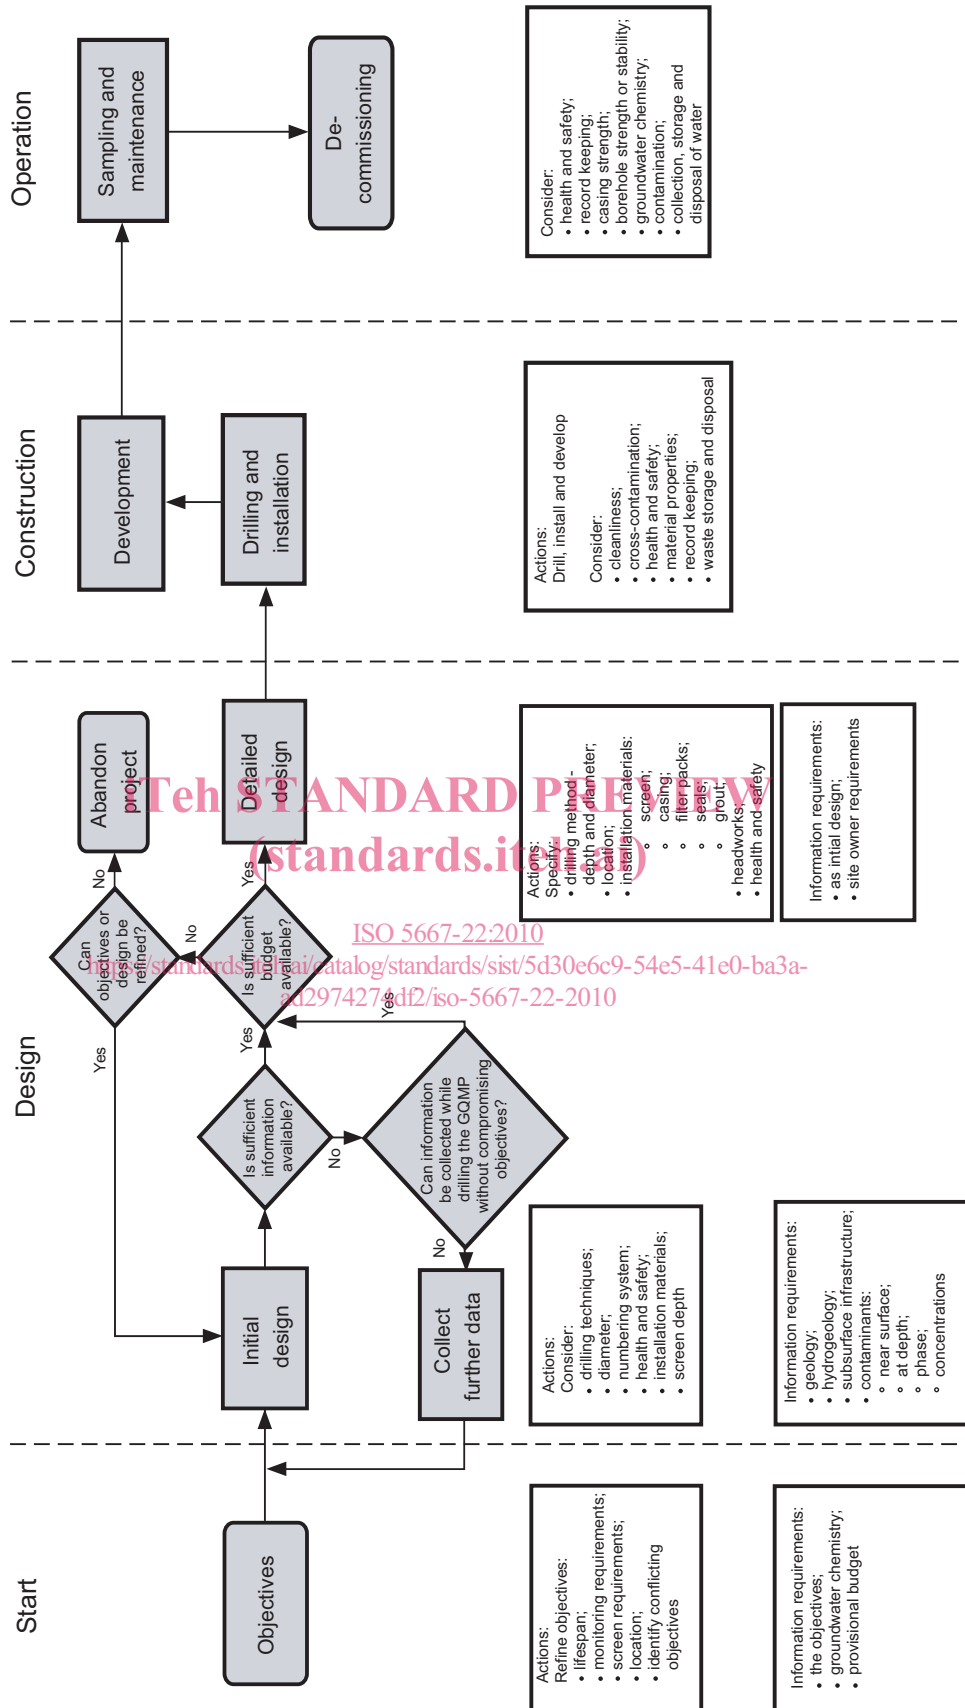 Start
Design
Construction
Operation
Objectives
Initial
design
Collect
further data
Is sufficient
information
available?
Yes
No
Can information
be collected while
drilling the GQMP
without compromising
objectives?
No
Yes
Is sufficient
budget
available?
No
Yes
Can
objectives or
design be
refined?
Yes
No
Abandon
project
Detailed
design
Drilling and
installation
Development
Sampling and
maintenance
De-
commissioning
Actions:
Refine objectives:
• lifespan;
• monitoring requirements;
• screen requirements;
• location;
• identify conflicting
objectives
Information requirements:
• the objectives;
• groundwater chemistry;
• provisional budget
Actions:
Consider:
• drilling techniques;
• diameter;
• numbering system;
• health and safety;
• installation materials;
• screen depth
Information requirements:
• geology;
• hydrogeology;
• subsurface infrastructure;
• contaminants:
° near surface;
° at depth;
° phase;
° concentrations
Actions:
Specify:
• drilling method -
depth and diameter;
• location;
• installation materials:
° screen;
° casing;
° filter packs;
° seals;
° grout;
• headworks;
• health and safety
Information requirements:
• as intial design;
• site owner requirements
Actions:
Drill, install and develop
Consider:
• cleanliness;
• cross-contamination;
• health and safety;
• material properties;
• record keeping;
• waste storage and disposal
Consider:
• health and safety;
• record keeping;
• casing strength;
• borehole strength or stability;
• groundwater chemistry;
• contamination;
• collection, storage and
disposal of water
iTeh STANDARD PREVIEW
(standards.iteh.ai)
ISO 5667-22:2010
https://standards.iteh.ai/catalog/standards/sist/5d30e6c9-54e5-41e0-ba3a-
ad2974274df2/iso-5667-22-2010